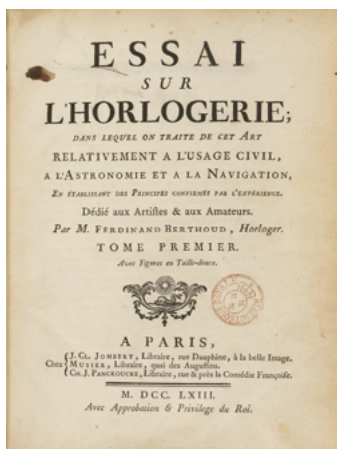 ESSAI
SUR
L'HORLOGERIE;
DANS LEQUEL ON TRAITE DE CET ART
RELATIVEMENT A L'USAGE CIVIL,
A L'ASTRONOMIE ET A LA NAVIGATION,
EN ÉTABLISSANT DES PRINCIPES CONFIRMÉS PAR L'EXPÉRIENCE.
Dédié aux Artistes & aux Amateurs.
Par M. FERDINAND BERTHOUD, Horloger.
TOME PREMIER.
Avec Figures en Taille-douce.
A PARIS,
J. CL. JOMBERT, Libraire, rue Dauphine, à la belle Image.
Chez MUSIER, Libraire, quai des Augustins.
CH. J. PANCKOUCKE, Libraire, rue & près la Comédie Françoise.
M. DCC. LXIII.
Avec Approbation & Privilege du Roi.